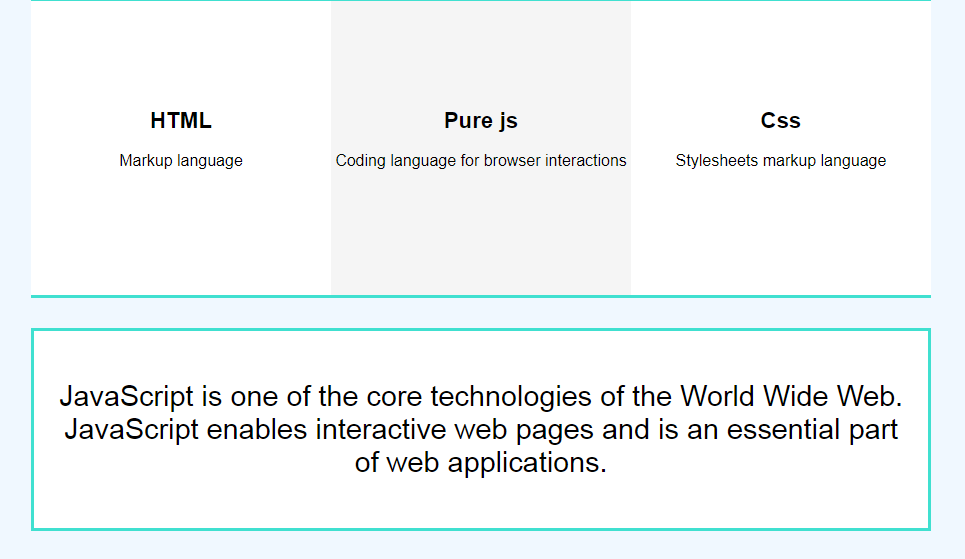 HTML
Markup language
Pure js
Coding language for browser interactions
Css
Stylesheets markup language
JavaScript is one of the core technologies of the World Wide Web.
JavaScript enables interactive web pages and is an essential part
of web applications.